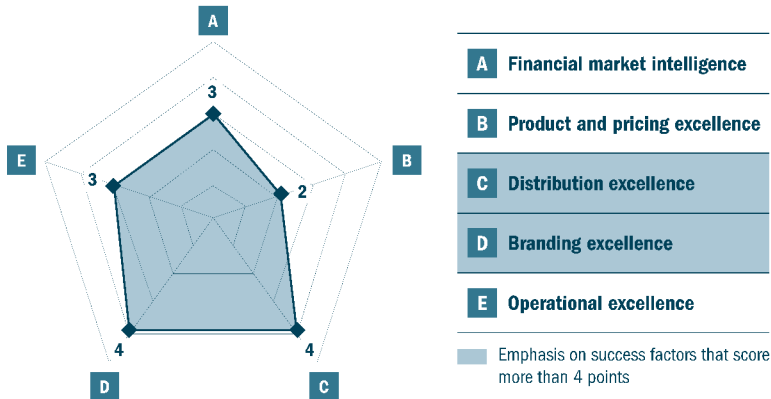 A
3
E
3
2
B
4
4
D
C
A Financial market intelligence
B Product and pricing excellence
C Distribution excellence
D Branding excellence
E Operational excellence
Emphasis on success factors that score
more than 4 points